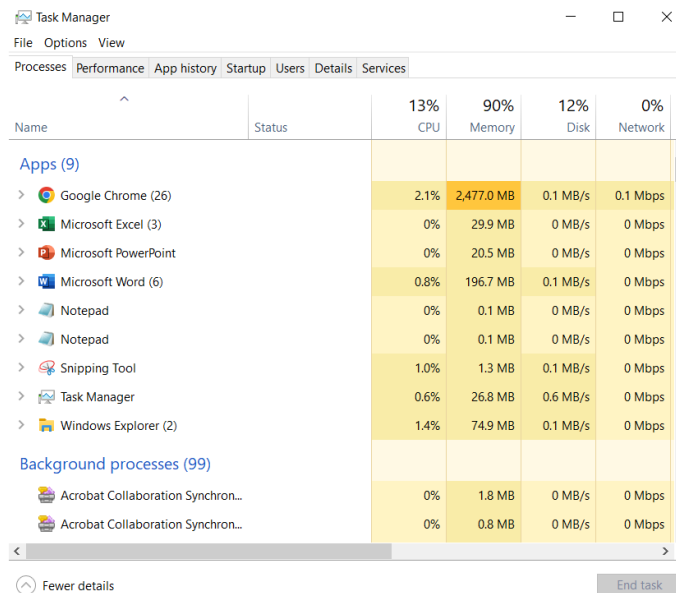 Task Manager
File Options View
Processes Performance App history Startup Users Details Services
13% 90% 12% 0%
Name Status CPU Memory Disk Network
Apps (9)
Google Chrome (26) 2.1% 2,477.0 MB 0.1 MB/s 0.1 Mbps
Microsoft Excel (3) 0% 29.9 MB 0 MB/s 0 Mbps
Microsoft PowerPoint 0% 20.5 MB 0 MB/s 0 Mbps
Microsoft Word (6) 0.8% 196.7 MB 0.1 MB/s 0 Mbps
Notepad 0% 0.1 MB 0 MB/s 0 Mbps
Notepad 0% 0.1 MB 0 MB/s 0 Mbps
Snipping Tool 1.0% 1.3 MB 0.1 MB/s 0 Mbps
Task Manager 0.6% 26.8 MB 0.6 MB/s 0 Mbps
Windows Explorer (2) 1.4% 74.9 MB 0.1 MB/s 0 Mbps
Background processes (99)
Acrobat Collaboration Synchron... 0% 1.8 MB 0 MB/s 0 Mbps
Acrobat Collaboration Synchron... 0% 0.8 MB 0 MB/s 0 Mbps
Fewer details End task